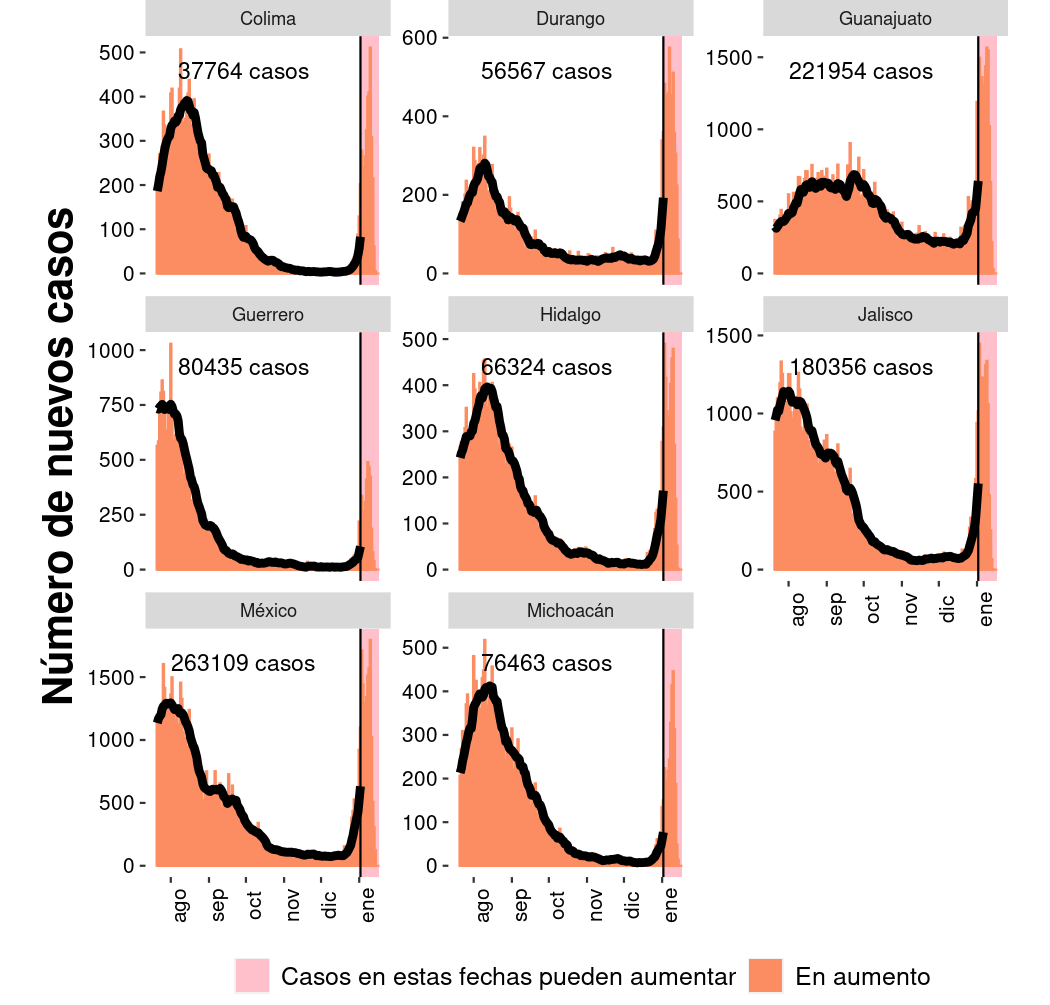 Número de nuevos casos
Colima
Durango
Guanajuato
500
400
300
200
100
0
37764 casos
600
400
200
0
56567 casos
1500
1000
500
0
221954 casos
Guerrero
Hidalgo
Jalisco
1000
750
500
250
0
80435 casos
500
400
300
200
100
0
66324 casos
1500
1000
500
0
180356 casos
ago
sep
oct
nov
dic
ene
México
Michoacán
1500
1000
500
0
263109 casos
500
400
300
200
100
0
76463 casos
ago
sep
oct
nov
dic
ene
ago
sep
oct
nov
dic
ene
Casos en estas fechas pueden aumentar
En aumento